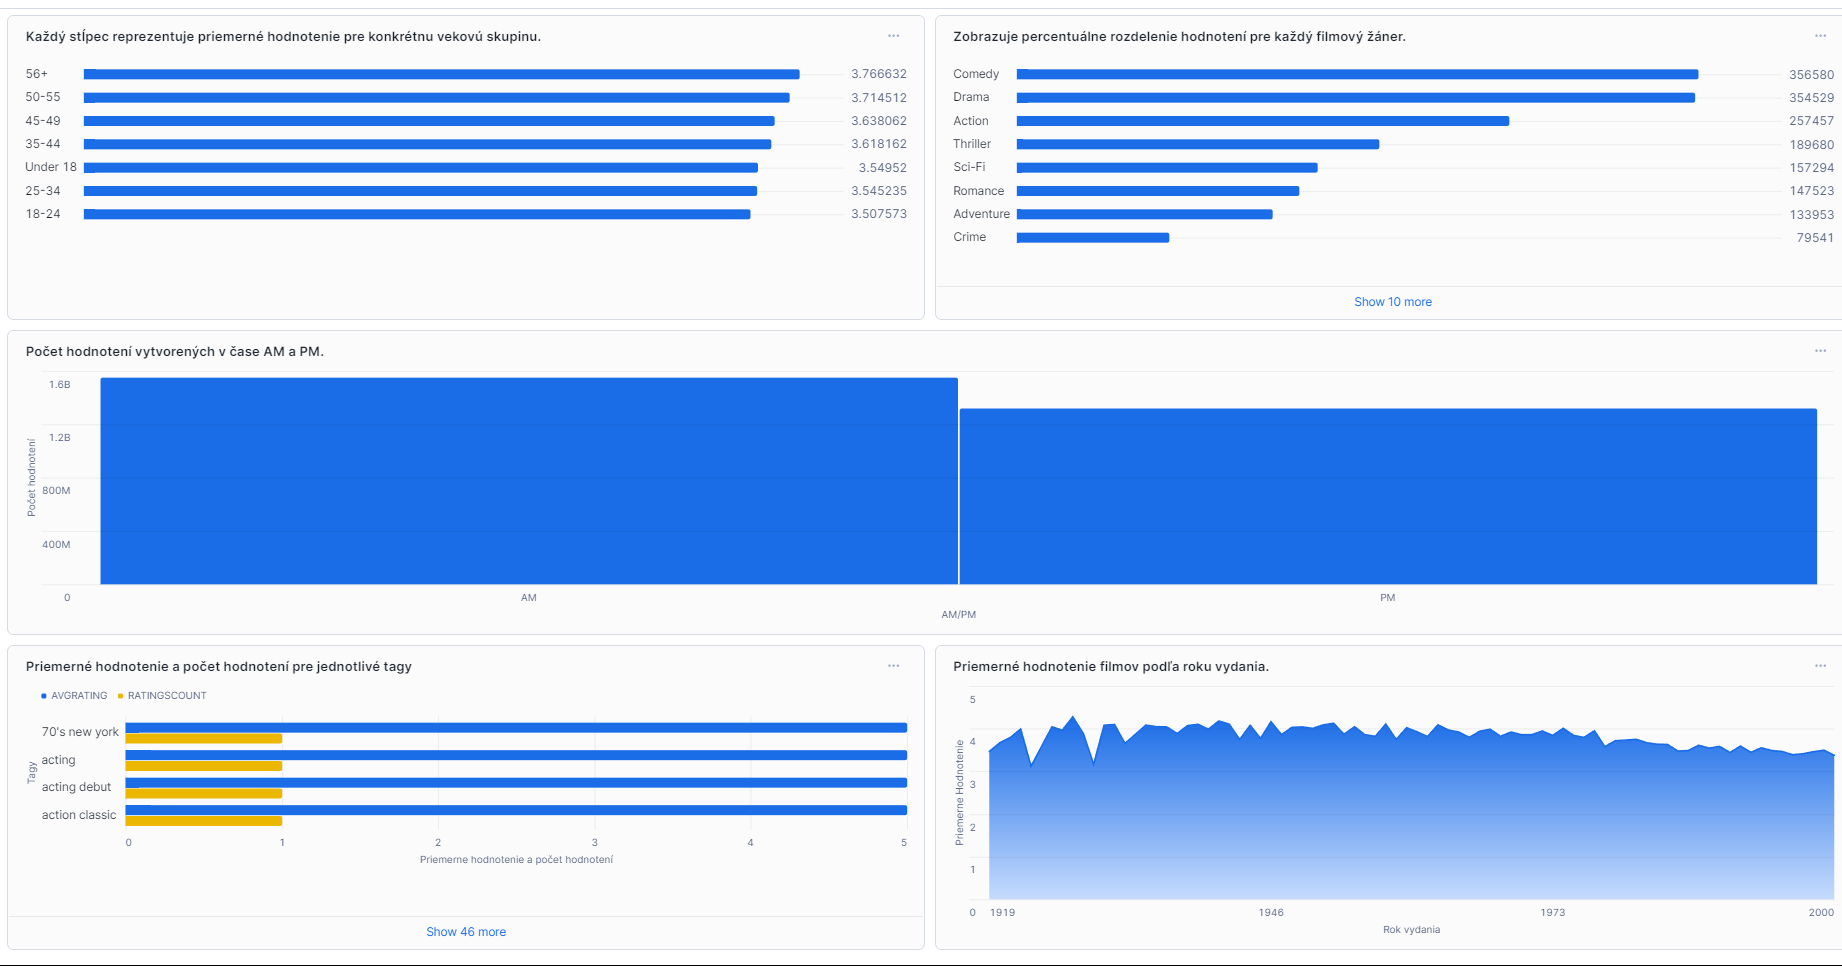 Každý stĺpec reprezentuje priemerné hodnotenie pre konkrétnu vekovú skupinu.
56+ 3.766632
50-55 3.714512
45-49 3.638062
35-44 3.618162
Under 18 3.54952
25-34 3.545235
18-24 3.507573
Zobrazuje percentuálne rozdelenie hodnotení pre každý filmový žáner.
Comedy 356580
Drama 354529
Action 257457
Thriller 189680
Sci-Fi 157294
Romance 147523
Adventure 133953
Crime 79541
Show 10 more
Počet hodnotení vytvorených v čase AM a PM.
Počet hodnotení
1.6B
1.2B
800M
400M
0
AM PM
AM/PM
Priemerné hodnotenie a počet hodnotení pre jednotlivé tagy
AVGRATING RATINGSCOUNT
Tagy
70's new york
acting
acting debut
action classic
0 1 2 3 4 5
Priemerne hodnotenie a počet hodnotení
Show 46 more
Priemerné hodnotenie filmov podľa roku vydania.
Priemerne Hodnotenie
5
4
3
2
1
0
1919 1946 1973 2000
Rok vydania